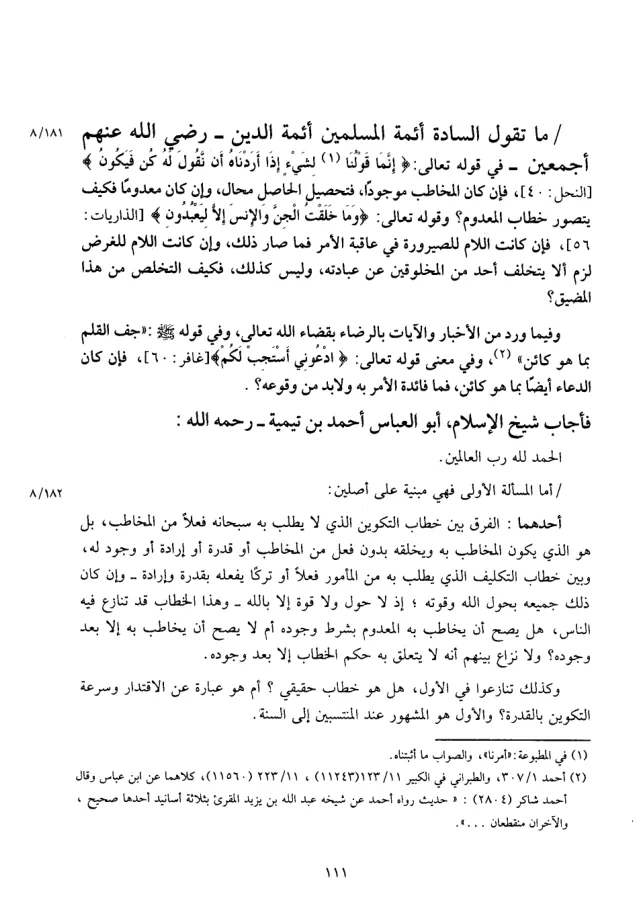 ٨/١٨١
/ ما تقول السادة أئمة المسلمين أئمة الدين ـ رضي الله عنهم
أجمعين ـ في قوله تعالى: ﴿ إِنَّمَا قَوْلُنَا (١) لِشَيْءٍ إِذَا أَرَدْنَاهُ أَن نَّقُولَ لَهُ كُن فَيَكُونُ ﴾
[النحل: ٤٠]، فإن كان المخاطب موجودًا، فتحصيل الحاصل محال، وإن كان معدومًا فكيف
يتصور خطاب المعدوم؟ وقوله تعالى: ﴿وَمَا خَلَقْتُ الْجِنَّ وَالإِنسَ إِلاَّ لِيَعْبُدُونِ ﴾ [الذاريات:
٥٦]، فإن كانت اللام للصيرورة في عاقبة الأمر فما صار ذلك، وإن كانت اللام للغرض
لزم ألا يتخلف أحد من المخلوقين عن عبادته، وليس كذلك، فكيف التخلص من هذا
المضيق؟
وفيما ورد من الأخبار والآيات بالرضاء بقضاء الله تعالى، وفي قوله ﷺ :«جف القلم
بما هو كائن» (٢)، وفي معنى قوله تعالى: ﴿ ادْعُونِي أَسْتَجِبْ لَكُمْ﴾[غافر: ٦٠]، فإن كان
الدعاء أيضًا بما هو كائن، فما فائدة الأمر به ولابد من وقوعه؟ .
فأجاب شيخ الإسلام، أبو العباس أحمد بن تيمية ـ رحمه الله :
الحمد لله رب العالمين.
٨/١٨٢
/أما المسألة الأولى فهي مبنية على أصلين:
أحدهما : الفرق بين خطاب التكوين الذي لا يطلب به سبحانه فعلاً من المخاطب، بل
هو الذي يكون المخاطب به ويخلقه بدون فعل من المخاطب أو قدرة أو إرادة أو وجود له،
وبين خطاب التكليف الذي يطلب به من المأمور فعلاً أو تركًا يفعله بقدرة وإرادة ـ وإن كان
ذلك جميعه بحول الله وقوته ؛ إذ لا حول ولا قوة إلا بالله ـ وهذا الخطاب قد تنازع فيه
الناس، هل يصح أن يخاطب به المعدوم بشرط وجوده أم لا يصح أن يخاطب به إلا بعد
وجوده؟ ولا نزاع بينهم أنه لا يتعلق به حكم الخطاب إلا بعد وجوده.
وكذلك تنازعوا في الأول، هل هو خطاب حقيقي ؟ أم هو عبارة عن الاقتدار وسرعة
التكوين بالقدرة؟ والأول هو المشهور عند المنتسبين إلى السنة.
(١) في المطبوعة:«أمرنا»، والصواب ما أثبتناه.
(٢) أحمد ٣٠٧/١، والطبراني في الكبير ١٢٣/١١(١١٢٤٣) ، ٢٢٣/١١ (١١٥٦٠)، كلاهما عن ابن عباس وقال
أحمد شاكر (٢٨٠٤) : « حديث رواه أحمد عن شيخه عبد الله بن يزيد المقرئ بثلاثة أسانيد أحدها صحيح ،
والآخران منقطعان ...».
١١١